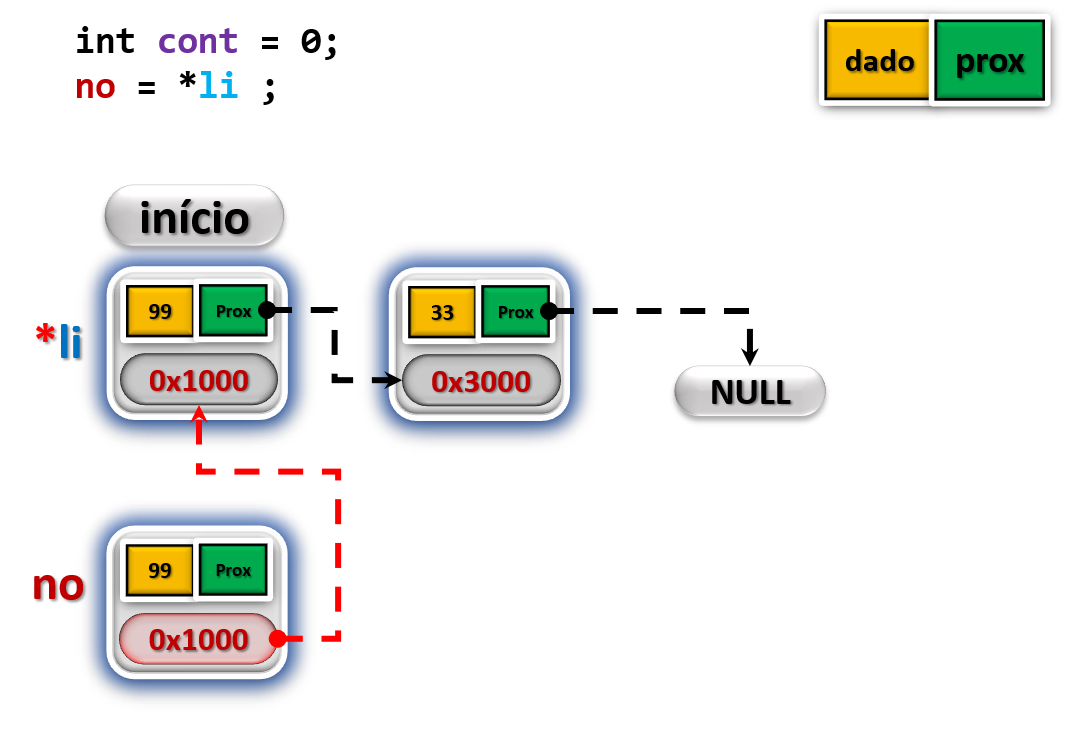 int cont = 0;
no = *li ;
dado prox
início
99 Prox
33 Prox
*li
0x1000
0x3000
NULL
99 Prox
no
0x1000